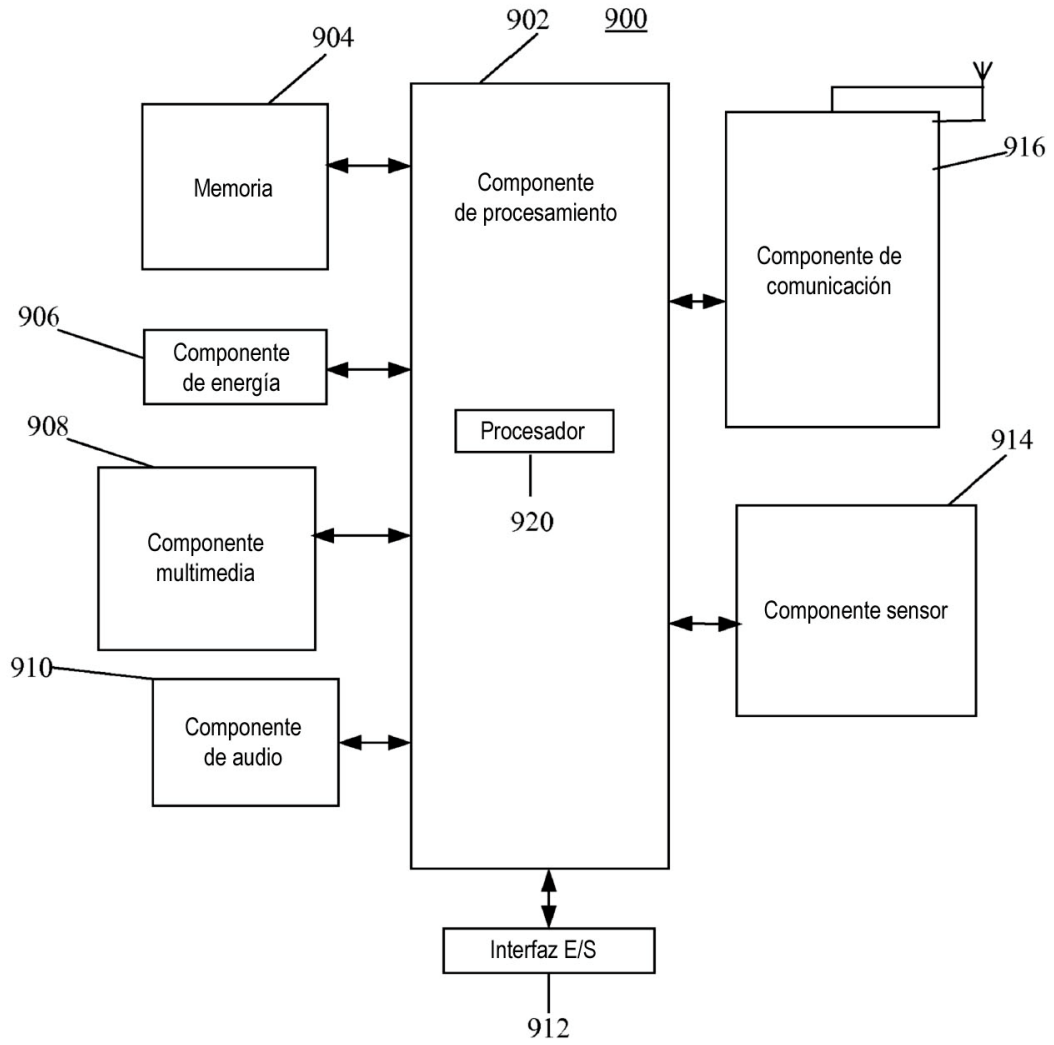 902
900
904
Memoria
Componente
de procesamiento
916
Componente de
comunicación
906
Componente
de energía
908
Procesador
920
914
Componente
multimedia
Componente sensor
910
Componente
de audio
Interfaz E/S
912